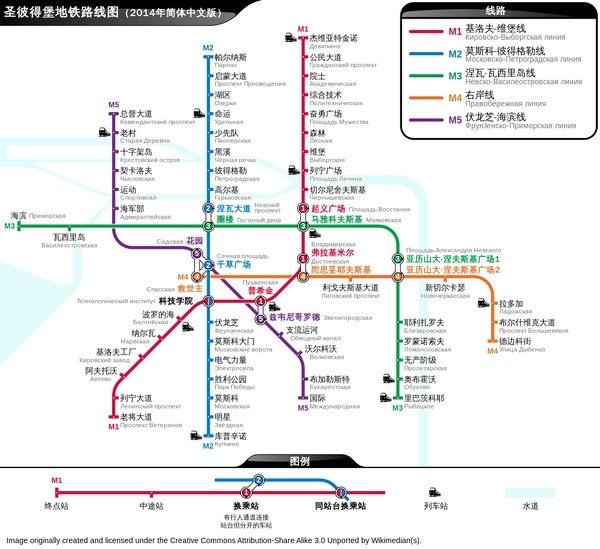 圣彼得堡地铁路线图（2014年简体中文版）
线路
M1 基洛夫-维堡线
Кировско-Выборгская линия
M2 莫斯科-彼得格勒线
Московско-Петроградская линия
M3 涅瓦-瓦西里岛线
Невско-Василеостровская линия
M4 右岸线
Правобережная линия
M5 伏龙芝-海滨线
Фрунзенско-Приморская линия
M1
杰维亚特金诺
Девяткино
公民大道
Гражданский проспект
院士
Академическая
综合技术
Политехническая
奋勇广场
Площадь Мужества
森林
Лесная
维堡
Выборгская
列宁广场
Площадь Ленина
切尔尼舍夫斯基
Чернышевская
起义广场 Площадь Восстания
马雅科夫斯基 Маяковская
M2
帕尔纳斯
Парнас
启蒙大道
Проспект Просвещения
湖区
Озерки
命运
Удельная
少先队
Пионерская
黑溪
Чёрная речка
彼得格勒
Петроградская
高尔基
Горьковская
涅瓦大道 Невский проспект
圈楼 Гостиный двор
M5
总督大道
Комендантский проспект
老村
Старая Деревня
十字架岛
Крестовский остров
契卡洛夫
Чкаловская
运动
Спортивная
海军部
Адмиралтейская
海滨 Приморская
M3
瓦西里岛
Василеостровская
Садовая 花园
Сенная площадь
干草广场
M4
Спасская
救世主
Владимирская
弗拉基米尔
Достоевская
陀思妥耶夫斯基
Площадь Александра Невского
亚历山大·涅夫斯基广场1
亚历山大·涅夫斯基广场2
利戈夫斯基大道
Лиговский проспект
新切尔卡瑟
Новочеркасская
拉多加
Ладожская
布尔什维克大道
Проспект Большевиков
德边科街
M4 Улица Дыбенко
Пушкинская
普希金
Технологический институт 科技学院
兹韦尼哥罗德 Звенигородская
波罗的海
Балтийская
纳尔瓦
Нарвская
基洛夫工厂
Кировский завод
阿夫托沃
Автово
列宁大道
Ленинский проспект
老将大道
M1 Проспект Ветеранов
伏龙芝
Фрунзенская
莫斯科大门
Московские ворота
电气力量
Электросила
胜利公园
Парк Победы
莫斯科
Московская
明星
Звёздная
库普辛诺
M2 Купчино
支流运河
Обводный канал
沃尔科沃
Волковская
布加勒斯特
Бухарестская
国际
M5 Международная
耶利扎罗夫
Елизаровская
罗蒙诺索夫
Ломоносовская
无产阶级
Пролетарская
奥布霍沃
Обухово
里巴茨科耶
M3 Рыбацкое
图例
M1
终点站
中途站
换乘站
有行人通道连接
站台但分开的车站
同站台换乘站
列车站
水道
Image originally created and licensed under the Creative Commons Attribution-Share Alike 3.0 Unported by Wikimedian(s).